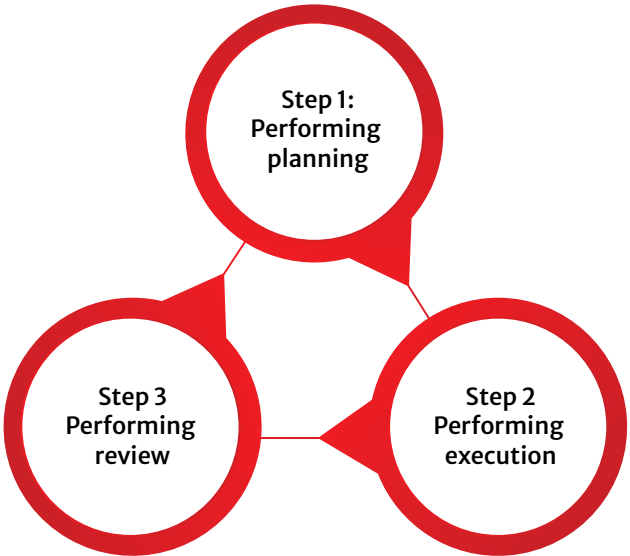 Step 1:
Performing
planning
Step 2
Performing
execution
Step 3
Performing
review